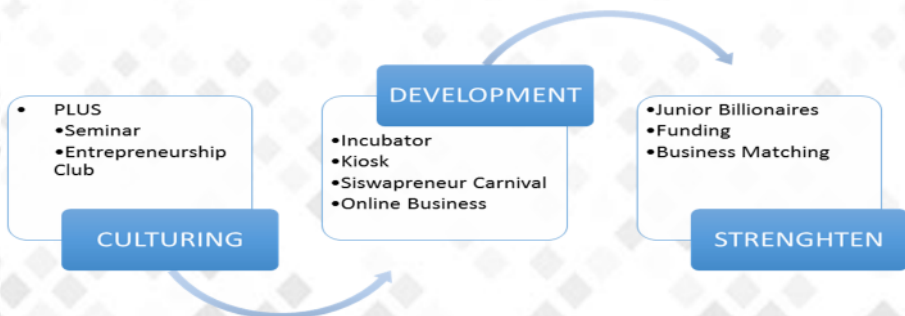 • PLUS
•Seminar
•Entrepreneurship
Club
CULTURING
DEVELOPMENT
•Incubator
•Kiosk
•Siswapreneur Carnival
•Online Business
•Junior Billionaires
•Funding
•Business Matching
STRENGHTEN